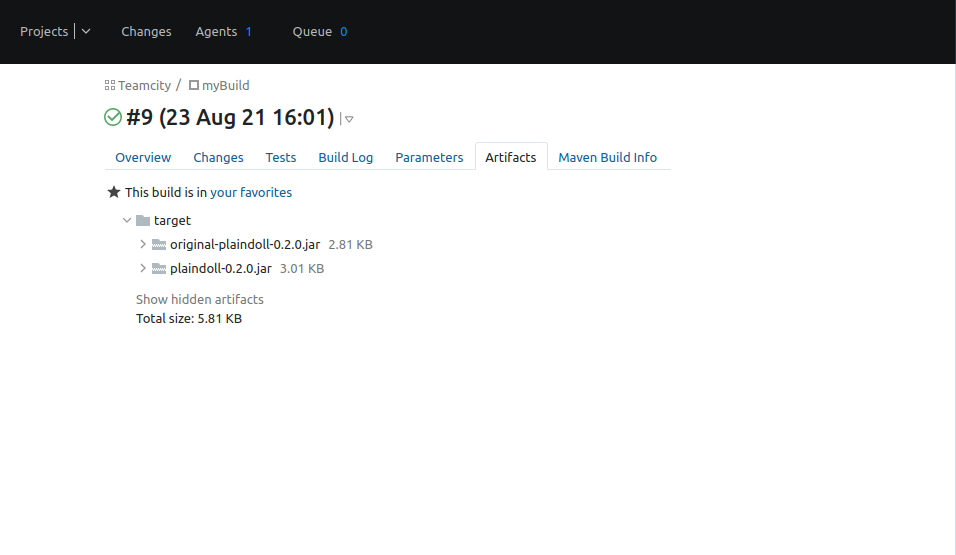 Projects Changes Agents 1 Queue 0
Teamcity / myBuild
#9 (23 Aug 21 16:01)
Overview Changes Tests Build Log Parameters Artifacts Maven Build Info
This build is in your favorites
target
original-plaindoll-0.2.0.jar 2.81 KB
plaindoll-0.2.0.jar 3.01 KB
Show hidden artifacts
Total size: 5.81 KB